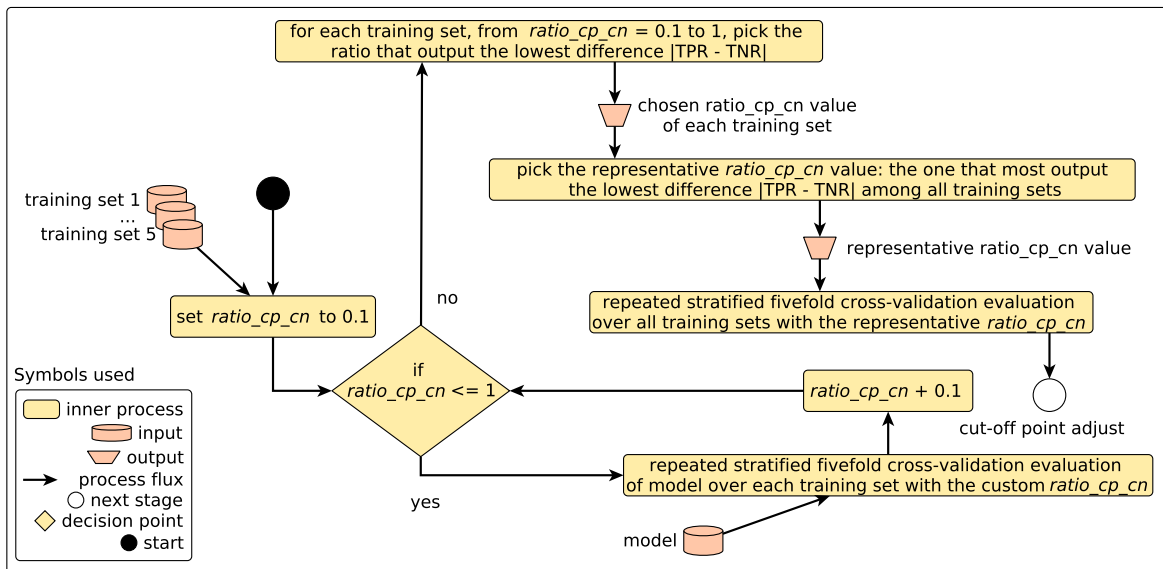 for each training set, from ratio_cp_cn = 0.1 to 1, pick the
ratio that output the lowest difference |TPR - TNR|
chosen ratio_cp_cn value
of each training set
pick the representative ratio_cp_cn value: the one that most output
the lowest difference |TPR - TNR| among all training sets
training set 1
...
training set 5
representative ratio_cp_cn value
set ratio_cp_cn to 0.1
no
repeated stratified fivefold cross-validation evaluation
over all training sets with the representative ratio_cp_cn
if
ratio_cp_cn <= 1
ratio_cp_cn + 0.1
cut-off point adjust
repeated stratified fivefold cross-validation evaluation
of model over each training set with the custom ratio_cp_cn
yes
model
Symbols used
inner process
input
output
process flux
next stage
decision point
start